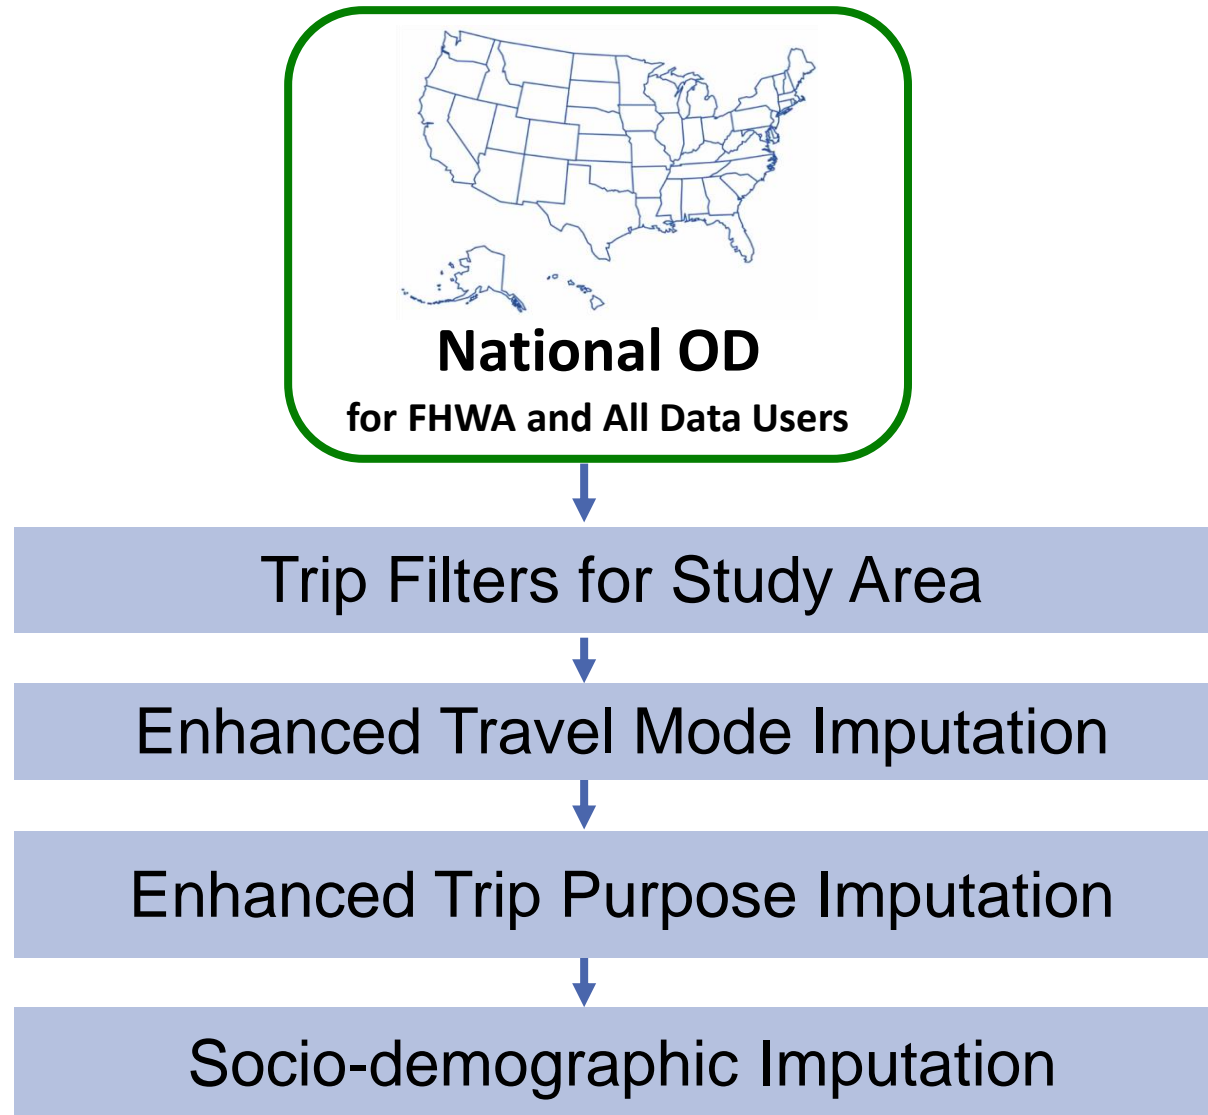 National OD
for FHWA and All Data Users
Trip Filters for Study Area
Enhanced Travel Mode Imputation
Enhanced Trip Purpose Imputation
Socio-demographic Imputation